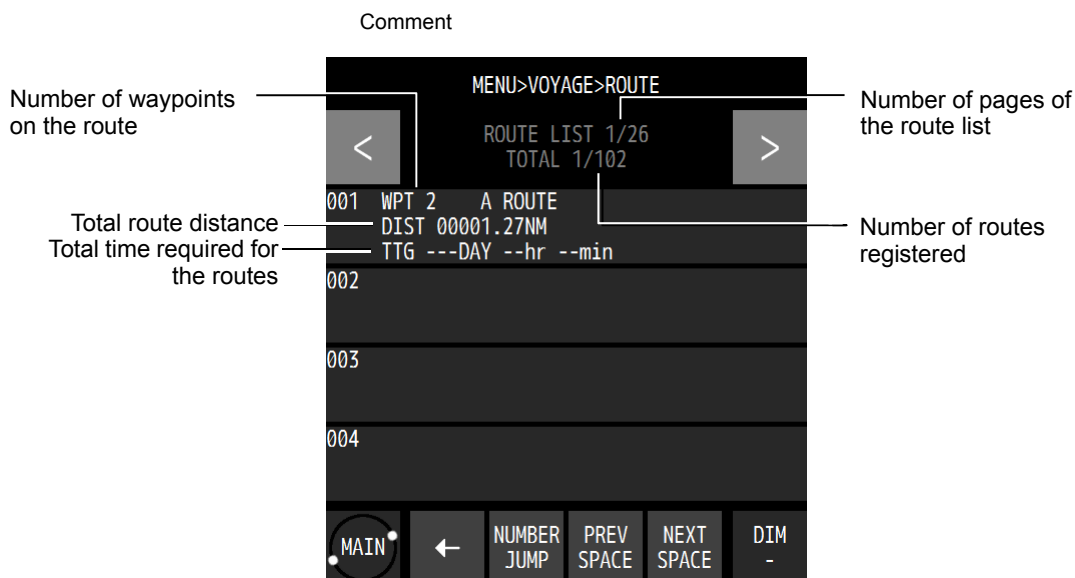 Comment
MENU>VOYAGE>ROUTE
Number of waypoints
on the route
Number of pages of
the route list
<
ROUTE LIST 1/26
TOTAL 1/102
>
001 WPT 2 A ROUTE
DIST 00001.27NM
TTG ---DAY --hr --min
Total route distance
Total time required for
the routes
Number of routes
registered
002
003
004
MAIN
←
NUMBER
JUMP
PREV
SPACE
NEXT
SPACE
DIM
-